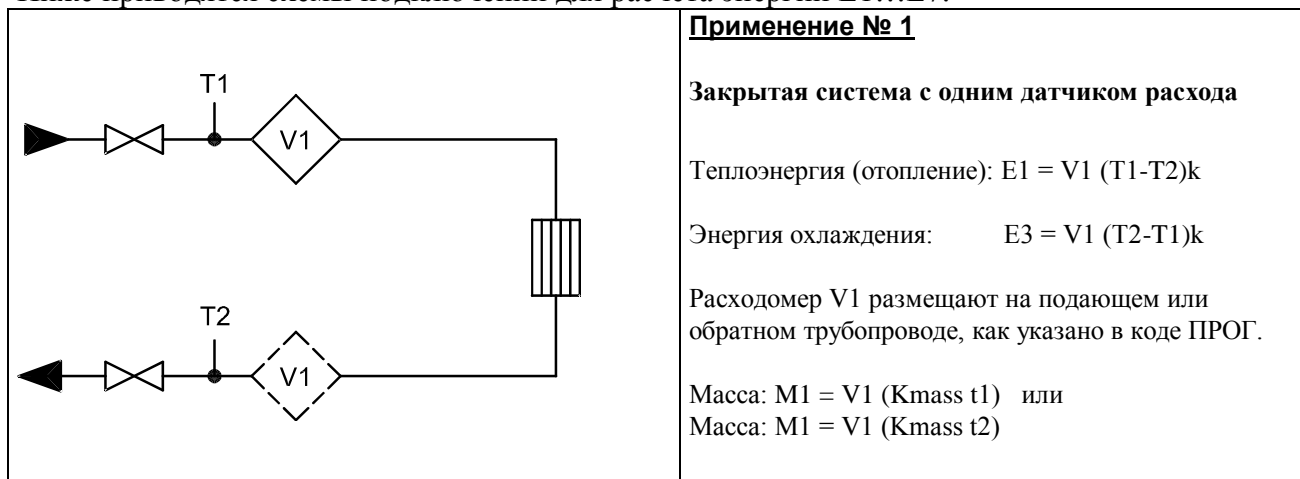 Ниже приводятся схемы подключений для расчета энергий E1…E7.
Применение № 1
Закрытая система с одним датчиком расхода
Теплоэнергия (отопление): E1 = V1 (T1-T2)k
Энергия охлаждения: E3 = V1 (T2-T1)k
Расходомер V1 размещают на подающем или
обратном трубопроводе, как указано в коде ПРОГ.
Масса: M1 = V1 (Kmass t1) или
Масса: M1 = V1 (Kmass t2)
T1
V1
T2
V1